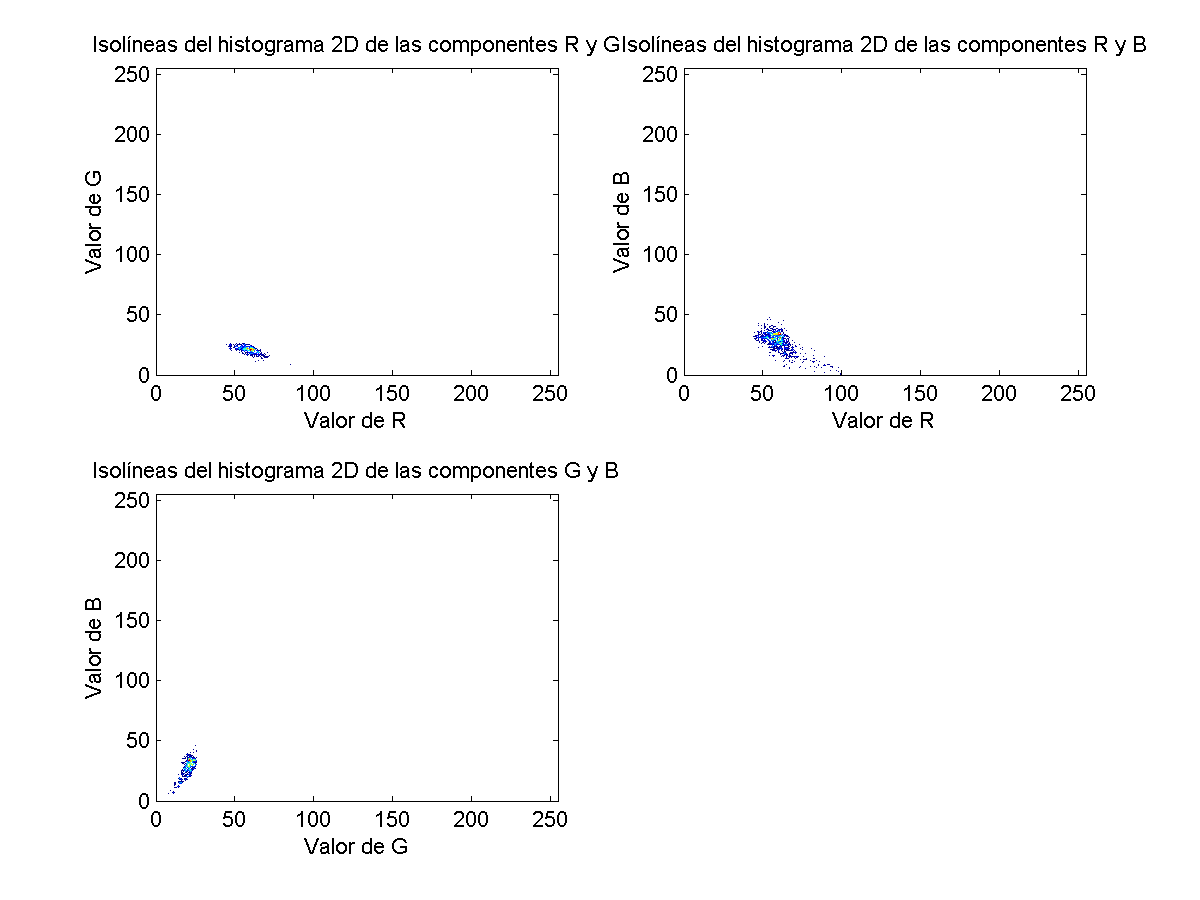 Isolíneas del histograma 2D de las componentes R y G
250
200
150
100
50
0
Valor de G
0 50 100 150 200 250
Valor de R
Isolíneas del histograma 2D de las componentes R y B
250
200
150
100
50
0
Valor de B
0 50 100 150 200 250
Valor de R
Isolíneas del histograma 2D de las componentes G y B
250
200
150
100
50
0
Valor de B
0 50 100 150 200 250
Valor de G